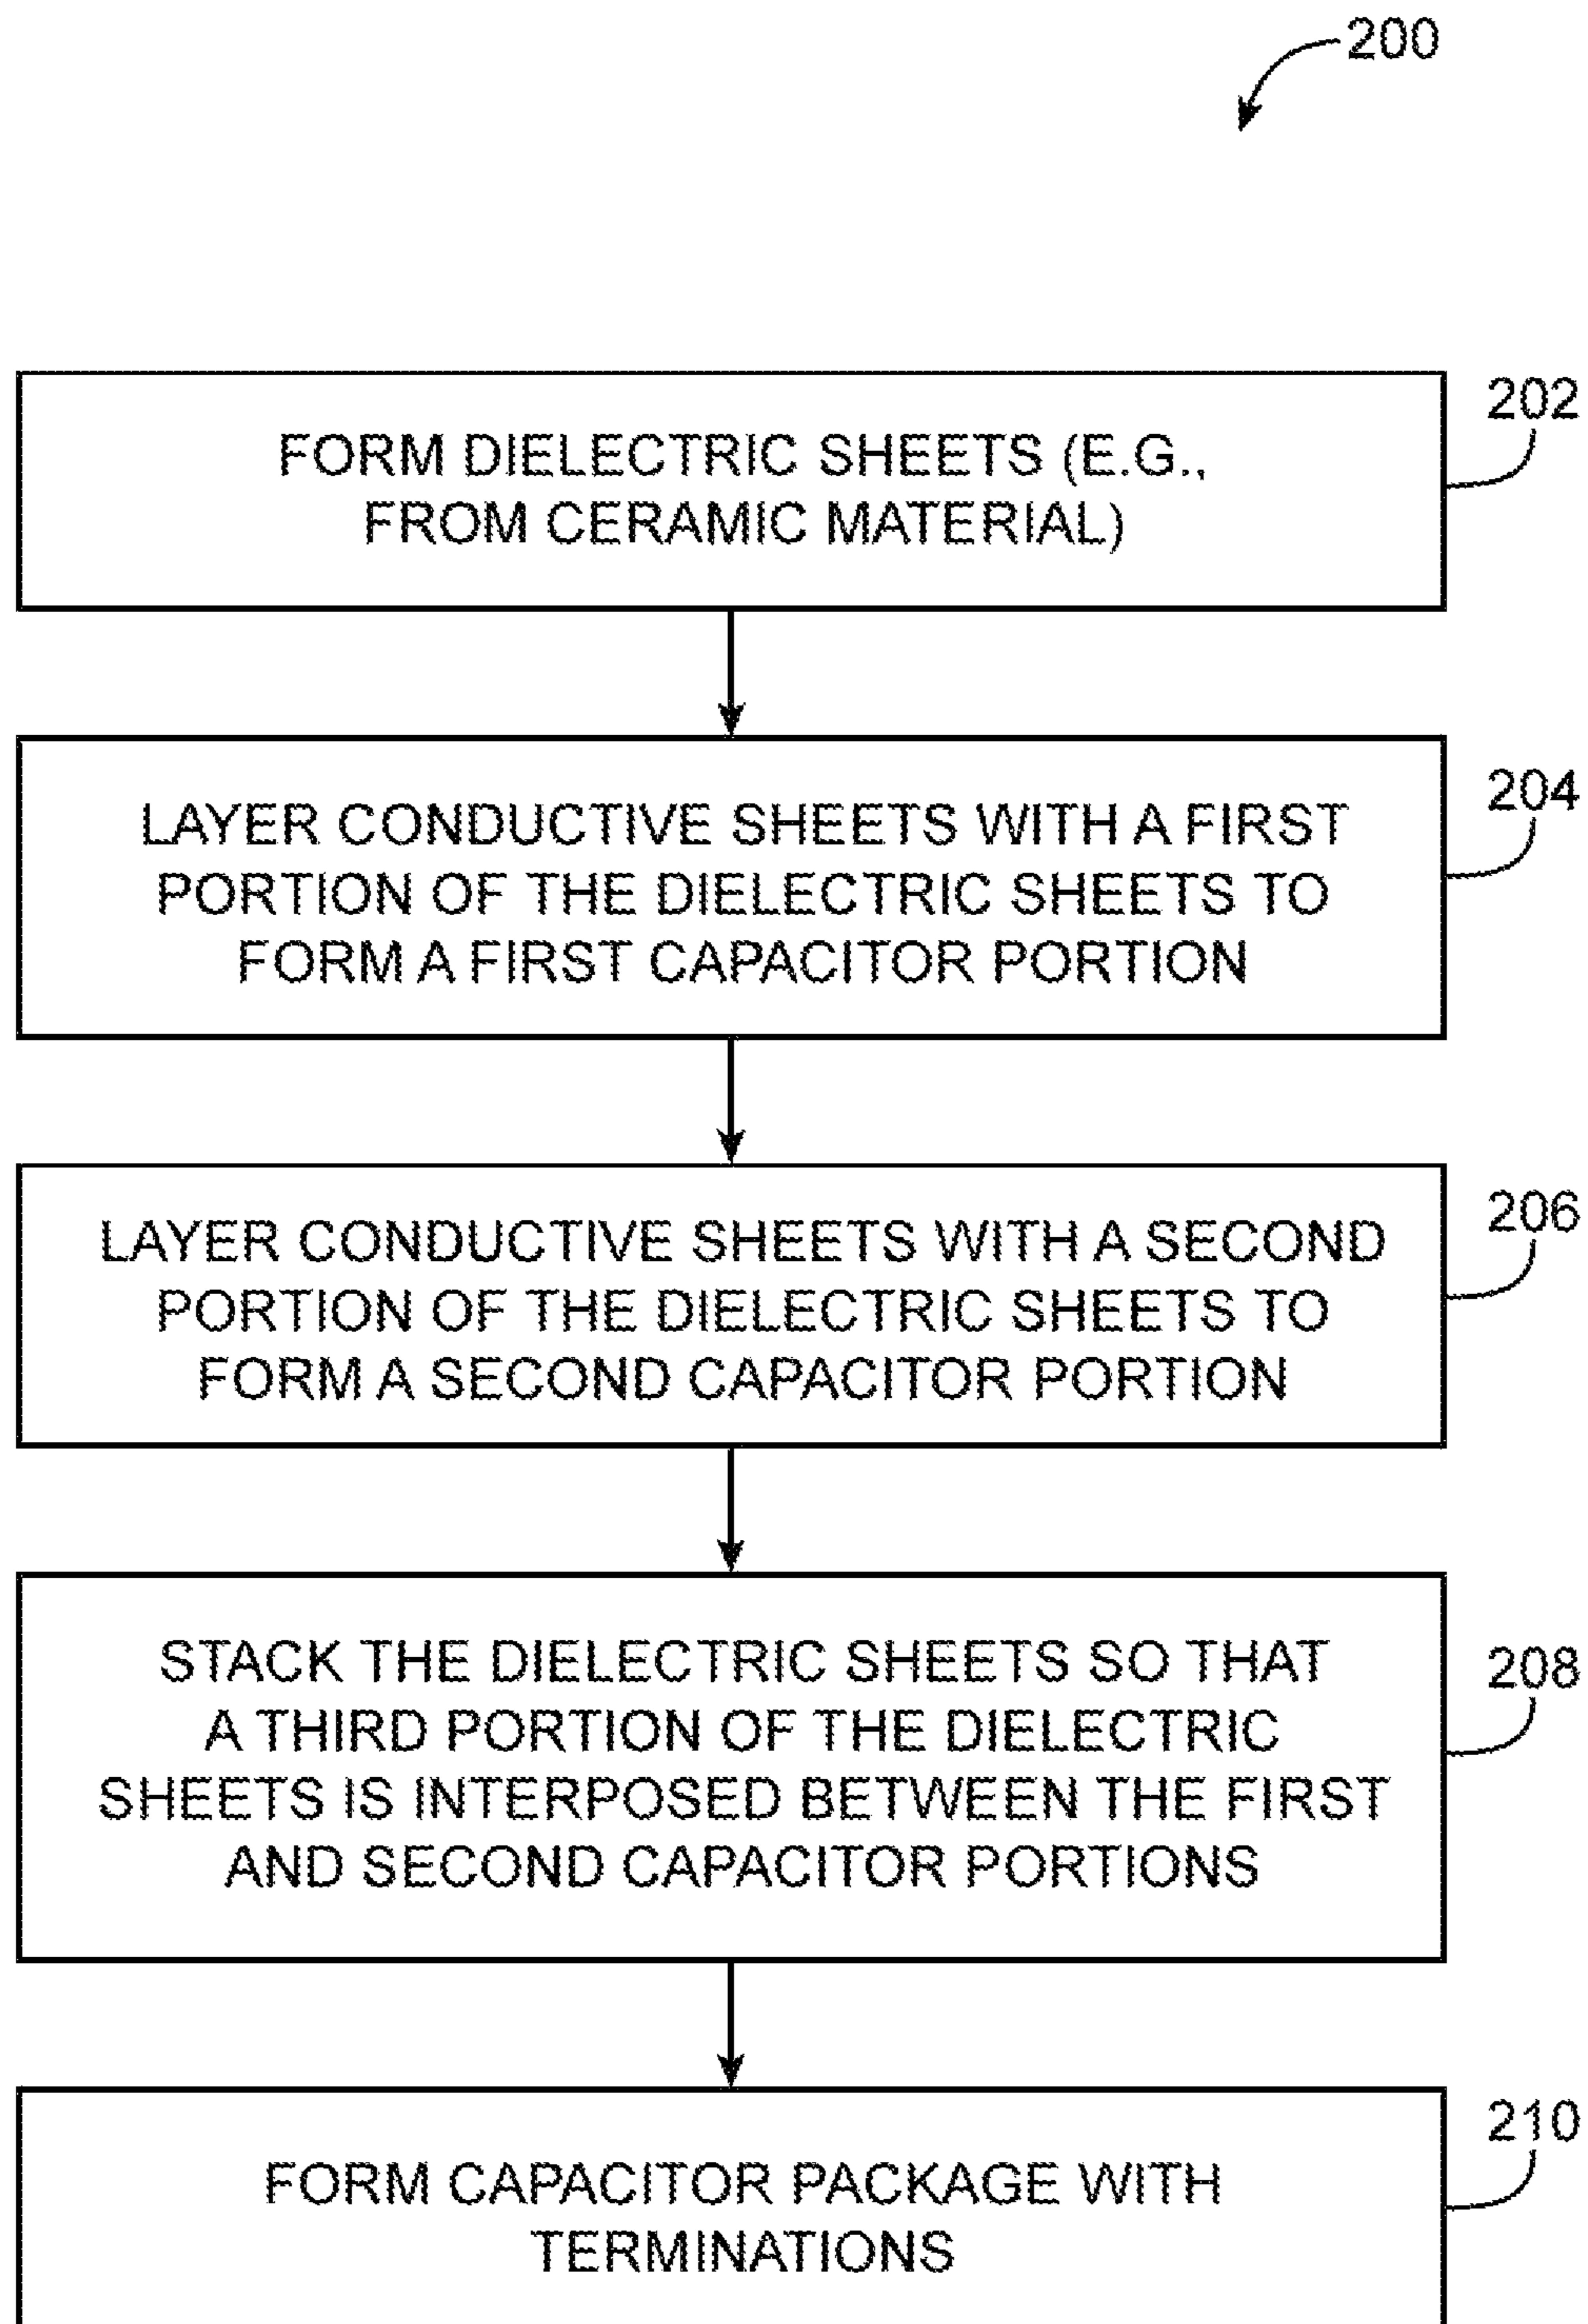 200
202
FORM DIELECTRIC SHEETS (E.G.,
FROM CERAMIC MATERIAL)
204
LAYER CONDUCTIVE SHEETS WITH A FIRST
PORTION OF THE DIELECTRIC SHEETS TO
FORM A FIRST CAPACITOR PORTION
206
LAYER CONDUCTIVE SHEETS WITH A SECOND
PORTION OF THE DIELECTRIC SHEETS TO
FORM A SECOND CAPACITOR PORTION
208
STACK THE DIELECTRIC SHEETS SO THAT
A THIRD PORTION OF THE DIELECTRIC
SHEETS IS INTERPOSED BETWEEN THE FIRST
AND SECOND CAPACITOR PORTIONS
210
FORM CAPACITOR PACKAGE WITH
TERMINATIONS